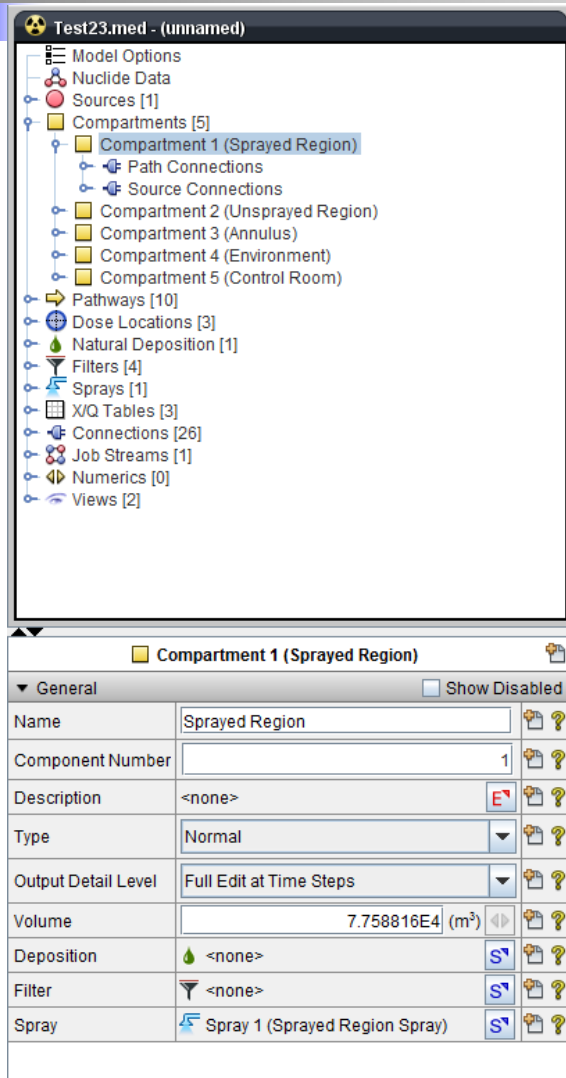 Test23.med - (unnamed)
Model Options
Nuclide Data
Sources [1]
Compartments [5]
Compartment 1 (Sprayed Region)
Path Connections
Source Connections
Compartment 2 (Unsprayed Region)
Compartment 3 (Annulus)
Compartment 4 (Environment)
Compartment 5 (Control Room)
Pathways [10]
Dose Locations [3]
Natural Deposition [1]
Filters [4]
Sprays [1]
X/Q Tables [3]
Connections [26]
Job Streams [1]
Numerics [0]
Views [2]
Compartment 1 (Sprayed Region)
General Show Disabled
Name Sprayed Region ?
Component Number 1 ?
Description <none> E ?
Type Normal ?
Output Detail Level Full Edit at Time Steps ?
Volume 7.758816E4 (m³) ?
Deposition <none> S ?
Filter <none> S ?
Spray Spray 1 (Sprayed Region Spray) S ?